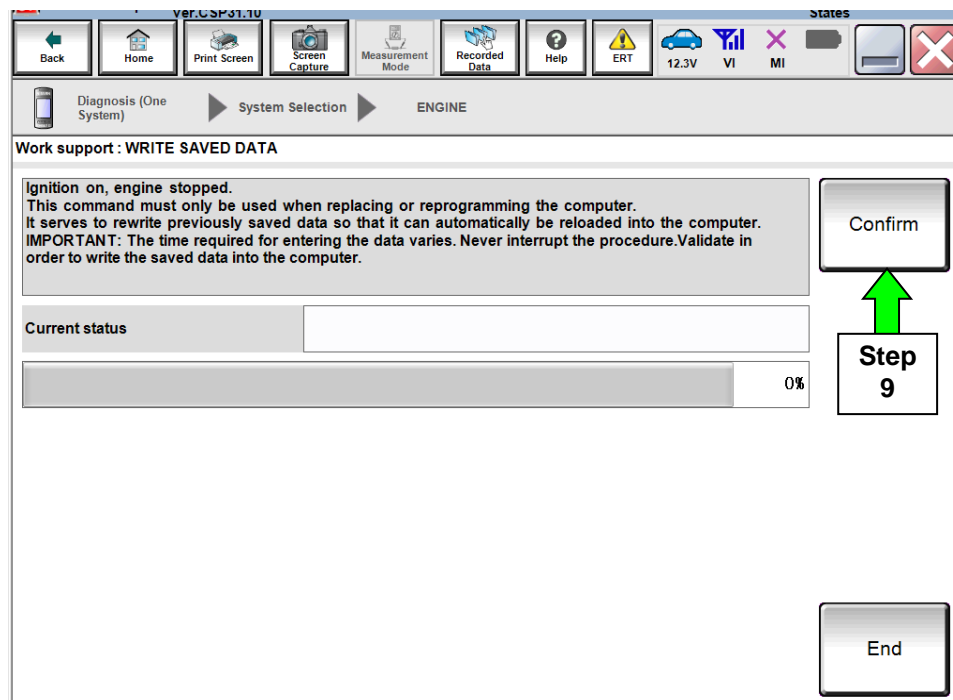 Ver.CSP31.10
States
Back
Home
Print Screen
Screen
Capture
Measurement
Mode
Recorded
Data
Help
ERT
12.3V
VI
MI
Diagnosis (One
System)
System Selection
ENGINE
Work support : WRITE SAVED DATA
Ignition on, engine stopped.
This command must only be used when replacing or reprogramming the computer.
It serves to rewrite previously saved data so that it can automatically be reloaded into the computer.
IMPORTANT: The time required for entering the data varies. Never interrupt the procedure.Validate in
order to write the saved data into the computer.
Confirm
Current status
0%
Step
9
End